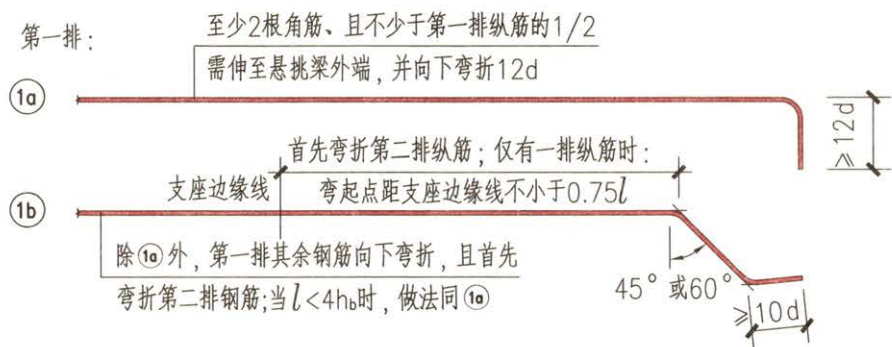 第一排：
至少2根角筋、且不少于第一排纵筋的1/2
需伸至悬挑梁外端，并向下弯折12d
1a
≥12d
首先弯折第二排纵筋；仅有一排纵筋时：
支座边缘线
弯起点距支座边缘线不小于0.75l
1b
除1a外，第一排其余钢筋向下弯折，且首先
弯折第二排钢筋；当l<4hb时，做法同1a
45°或60°
≥10d